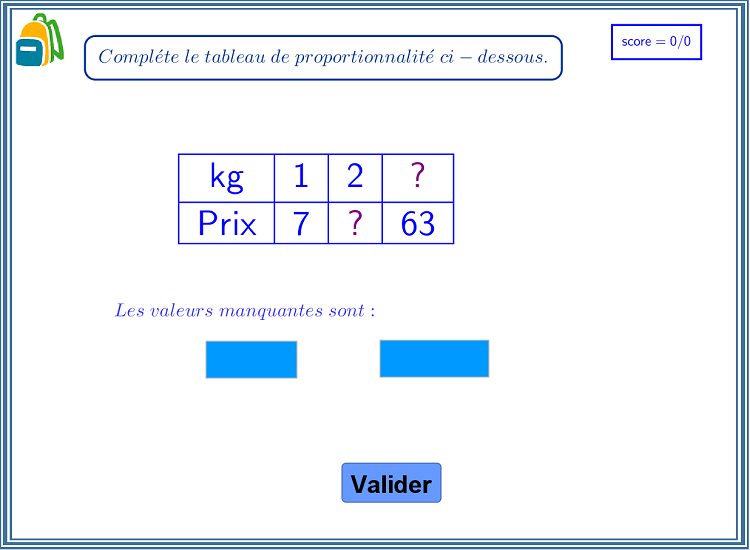 Compléte le tableau de proportionnalité ci – dessous.
score = 0/0
kg 1 2 ?
Prix 7 ? 63
Les valeurs manquantes sont :
Valider